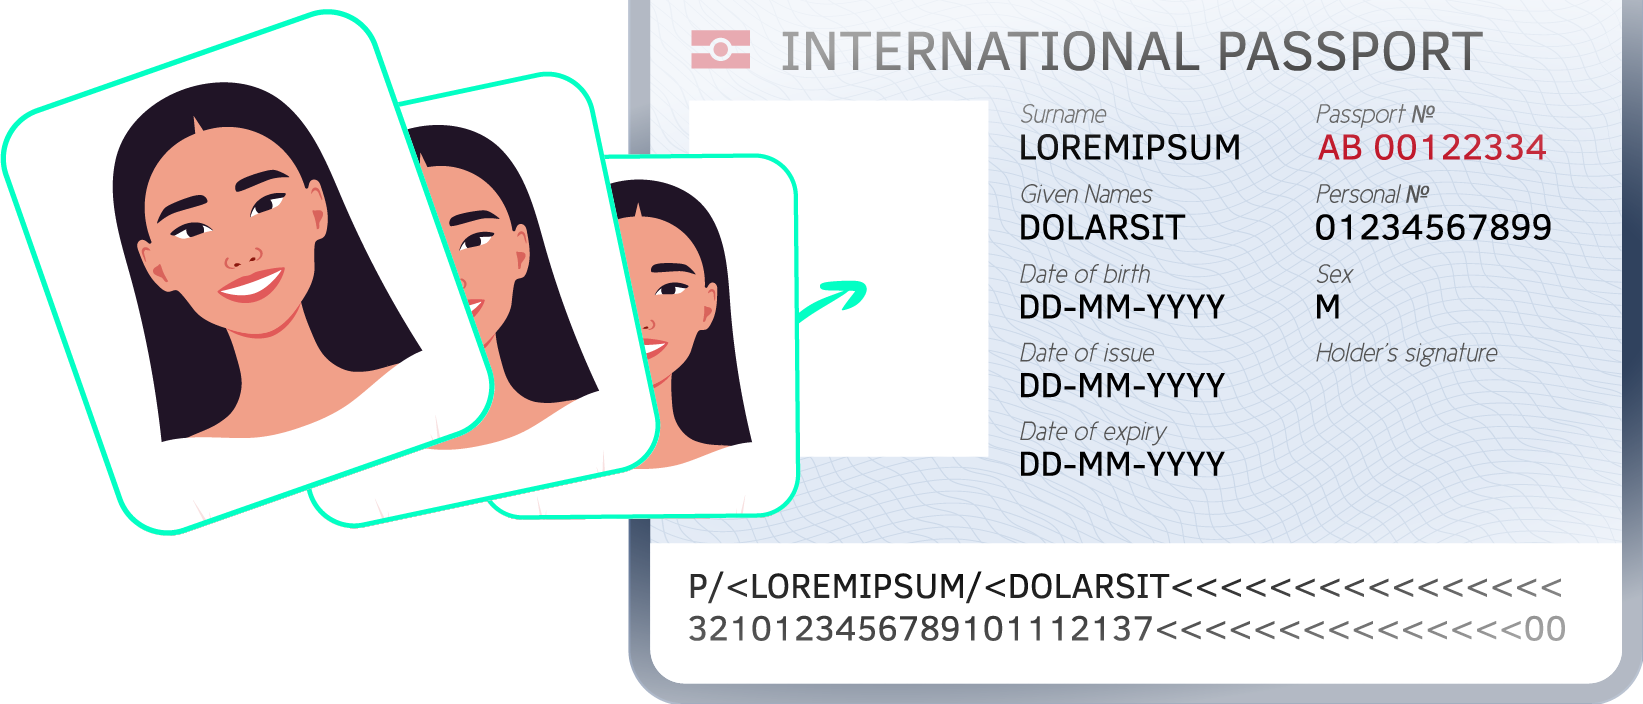 INTERNATIONAL PASSPORT
Surname
LOREMIPSUM
Passport №
AB 00122334
Given Names
DOLARSIT
Personal №
01234567899
Date of birth
DD-MM-YYYY
Sex
M
Date of issue
DD-MM-YYYY
Holder's signature
Date of expiry
DD-MM-YYYY
P/<LOREMIPSUM/<DOLARSIT<<<<<<<<<<<<<<<<
3210123456789101112137<<<<<<<<<<<<<<<00